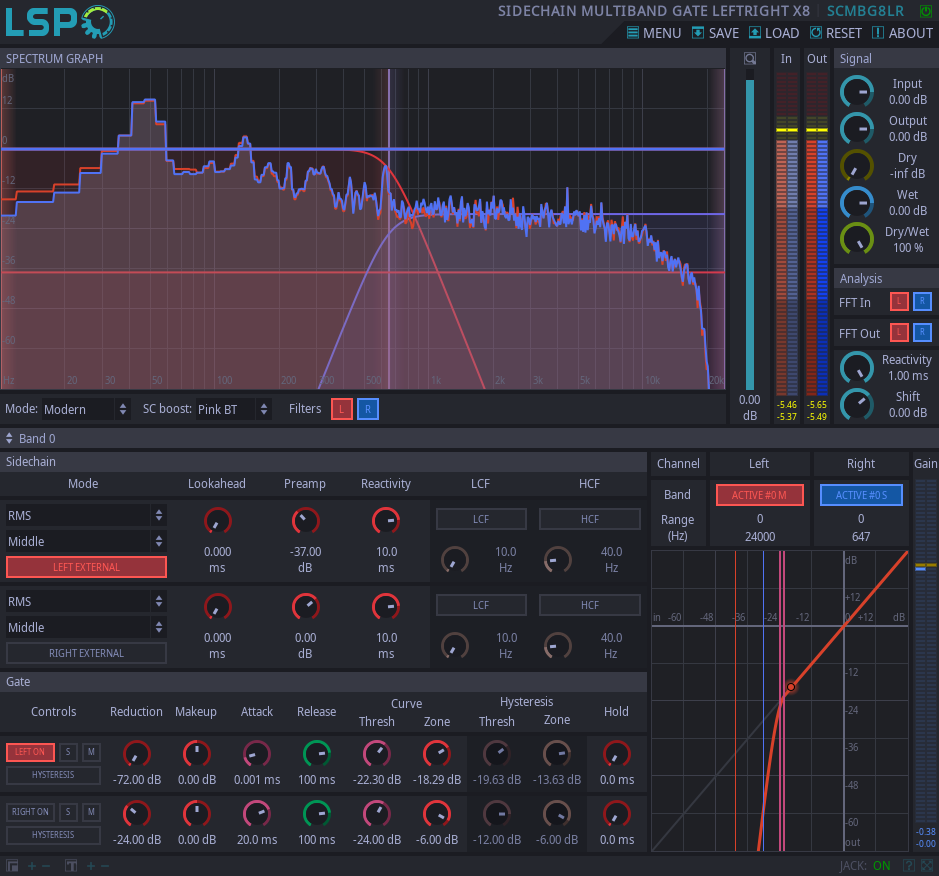 LSP
SIDECHAIN MULTIBAND GATE LEFTRIGHT X8 SCMBG8LR
MENU SAVE LOAD RESET ABOUT
SPECTRUM GRAPH
In Out
Signal
dB
12
0
-12
-24
-36
-48
-60
Hz 20 30 100 200 300 500 1k 2k 3k 5k 10k 20k
0.00
dB
-5.46 -5.65
-5.37 -5.49
Input
0.00 dB
Output
0.00 dB
Dry
-inf dB
Wet
0.00 dB
Dry/Wet
100 %
Analysis
FFT In L R
FFT Out L R
Reactivity
1.00 ms
Shift
0.00 dB
Mode: Modern SC boost: Pink BT Filters L R
Band 0
Sidechain
Mode Lookahead Preamp Reactivity LCF HCF
RMS
Middle
LEFT EXTERNAL
0.000 -37.00 10.0
ms dB ms
LCF HCF
10.0 40.0
Hz Hz
RMS
Middle
RIGHT EXTERNAL
0.000 0.00 10.0
ms dB ms
LCF HCF
10.0 40.0
Hz Hz
Gate
Controls Reduction Makeup Attack Release Curve Hysteresis Hold
Thresh Zone Thresh Zone
LEFT ON S M
HYSTERESIS
-72.00 dB 0.00 dB 0.001 ms 100 ms -22.30 dB -18.29 dB -19.63 dB -13.63 dB 0.0 ms
RIGHT ON S M
HYSTERESIS
-24.00 dB 0.00 dB 20.0 ms 100 ms -24.00 dB -6.00 dB -12.00 dB -6.00 dB 0.0 ms
Channel Left Right Gain
Band ACTIVE #0 M ACTIVE #0 S
Range 0 0
(Hz) 24000 647
dB
+12
in -60 -48 -36 -24 -12 +12 dB
-12
-24
-36
-48
-60
out
-0.38
-0.00
JACK: ON ?